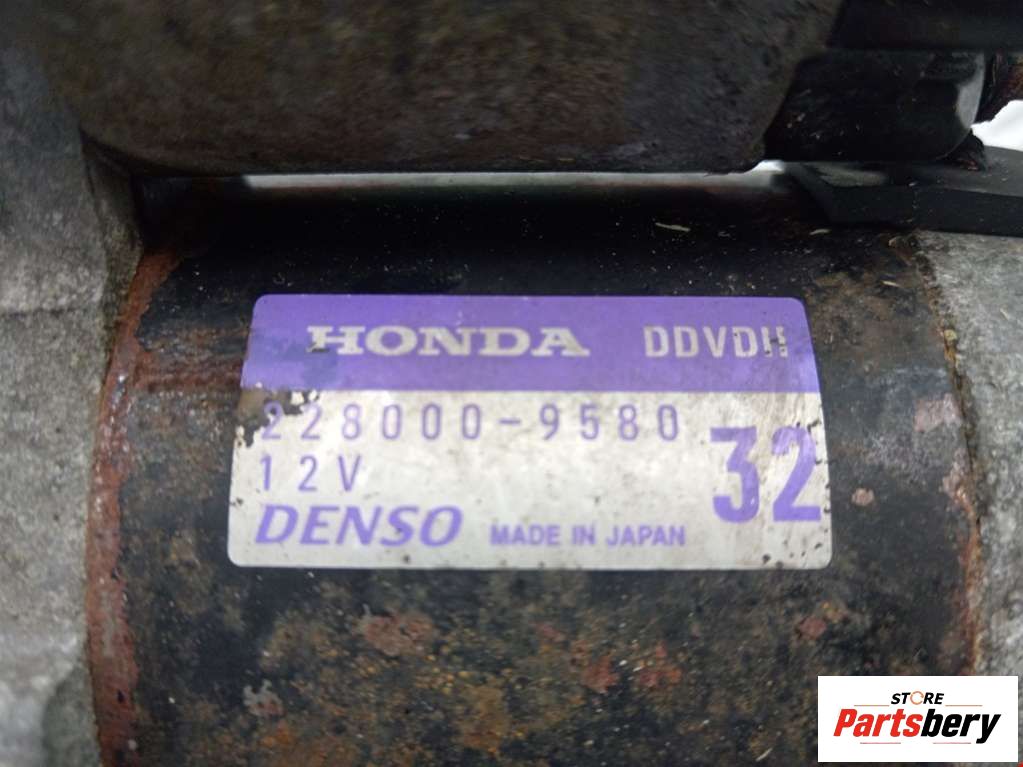 HONDA DDVDH
228000-9580
12V 32
DENSO MADE IN JAPAN
STORE
Partsbery